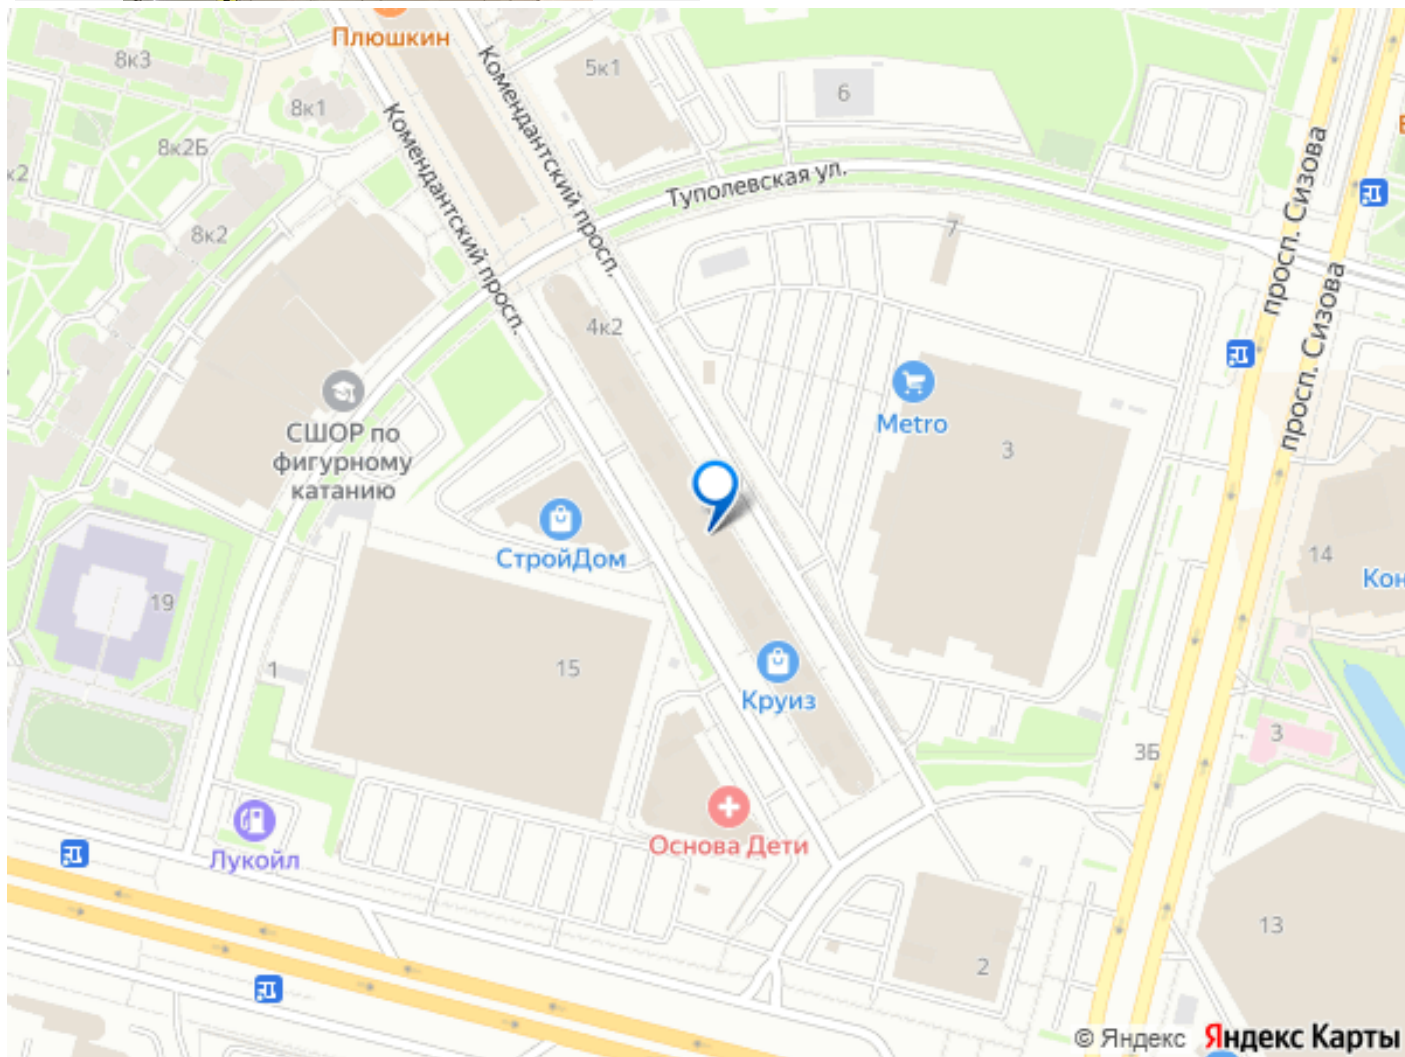 Плюшкин
8к3
5к1
6
8к1
Комендантский просп.
Комендантский просп.
8к2Б
к2
Туполевская ул.
просп. Сизова
8к2
7
просп. Сизова
4к2
Metro
3
СШОР по
фигурному
катанию
СтройДом
14
Кон
19
1
15
Круиз
3
3Б
Основа Дети
Лукойл
13
2
© Яндекс
Яндекс Карты